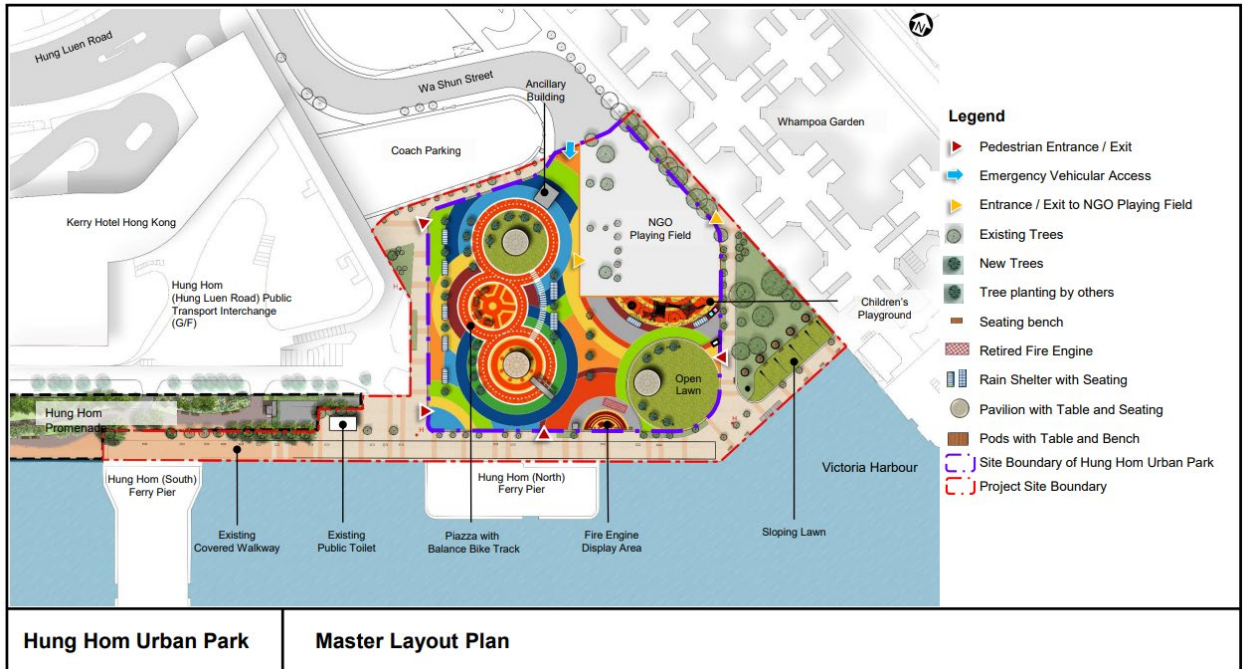 Hung Luen Road
Wa Shun Street
Ancillary
Building
Coach Parking
Whampoa Garden
Kerry Hotel Hong Kong
NGO
Playing Field
Hung Hom
(Hung Luen Road) Public
Transport Interchange
(G/F)
Children's
Playground
Open
Lawn
Hung Hom
Promenade
Hung Hom (South)
Ferry Pier
Hung Hom (North)
Ferry Pier
Victoria Harbour
Existing
Covered Walkway
Existing
Public Toilet
Piazza with
Balance Bike Track
Fire Engine
Display Area
Sloping Lawn
N
Legend
Pedestrian Entrance / Exit
Emergency Vehicular Access
Entrance / Exit to NGO Playing Field
Existing Trees
New Trees
Tree planting by others
Seating bench
Retired Fire Engine
Rain Shelter with Seating
Pavilion with Table and Seating
Pods with Table and Bench
Site Boundary of Hung Hom Urban Park
Project Site Boundary
Hung Hom Urban Park
Master Layout Plan